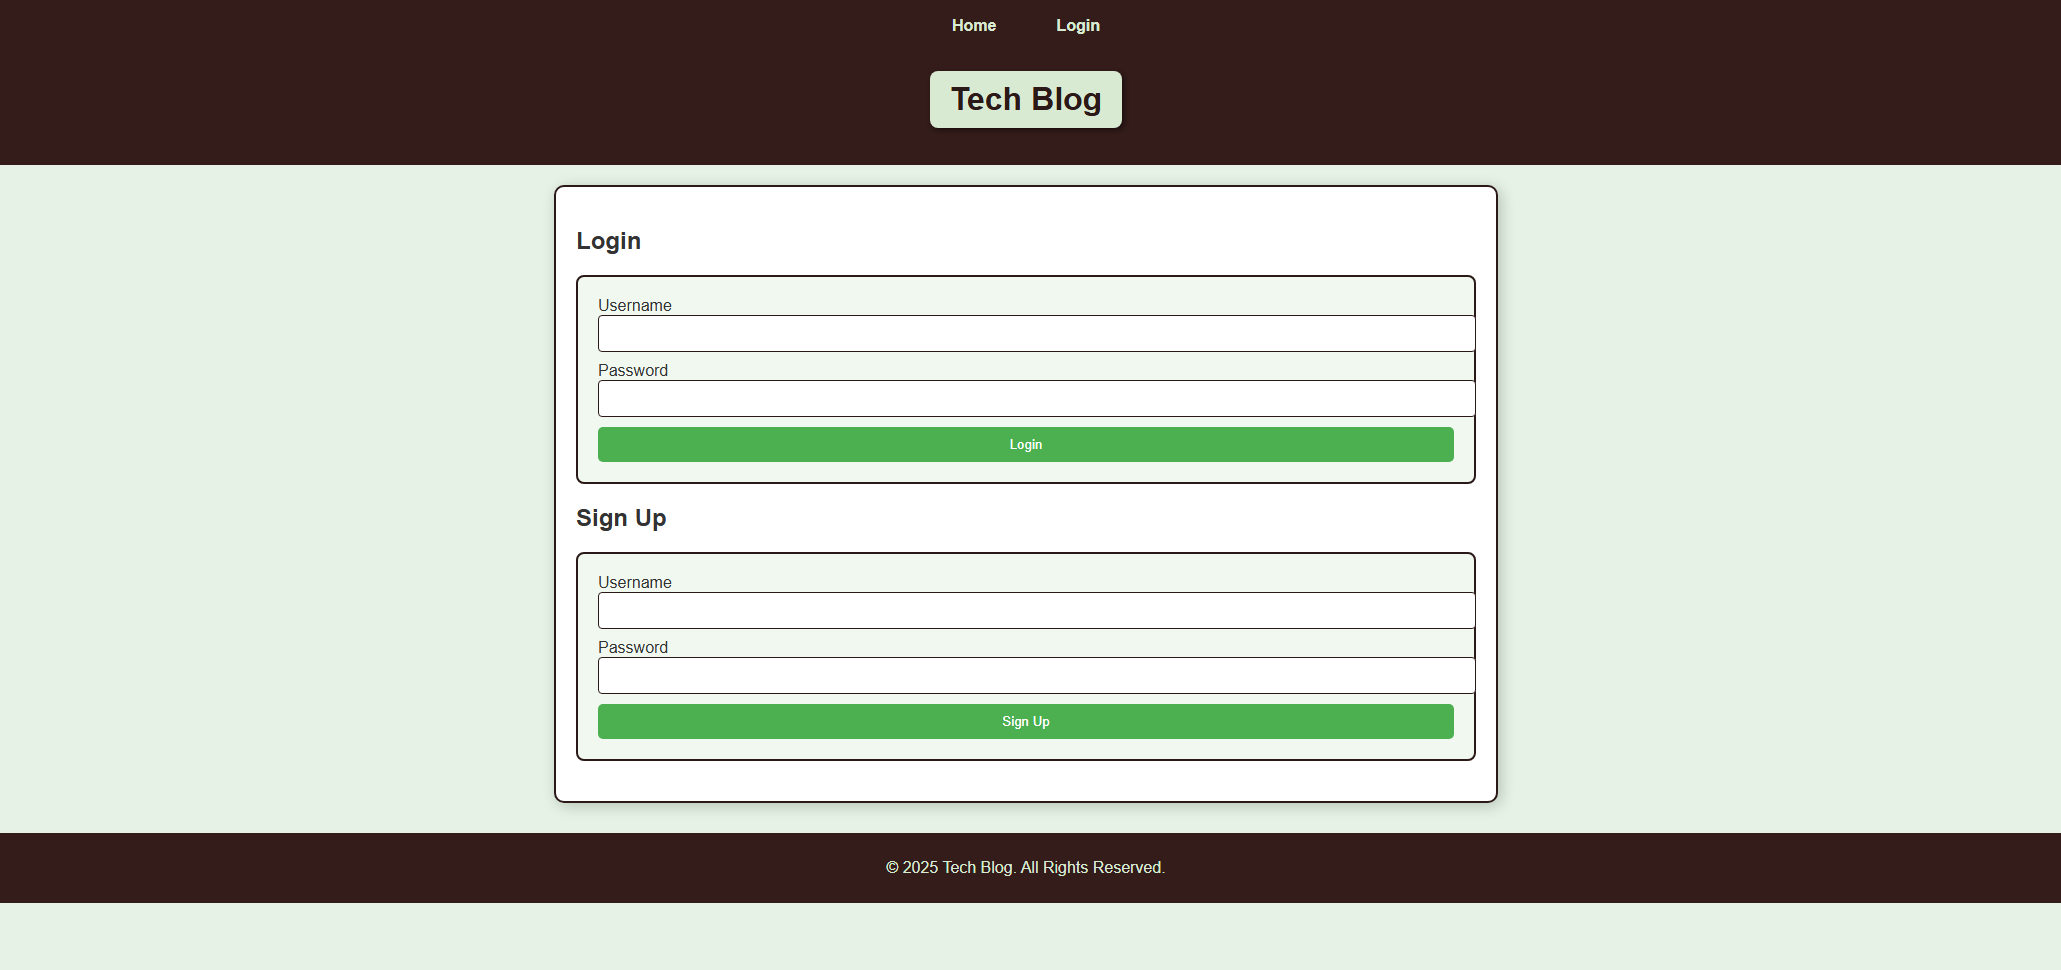 Home Login
Tech Blog
Login
Username
Password
Login
Sign Up
Username
Password
Sign Up
© 2025 Tech Blog. All Rights Reserved.